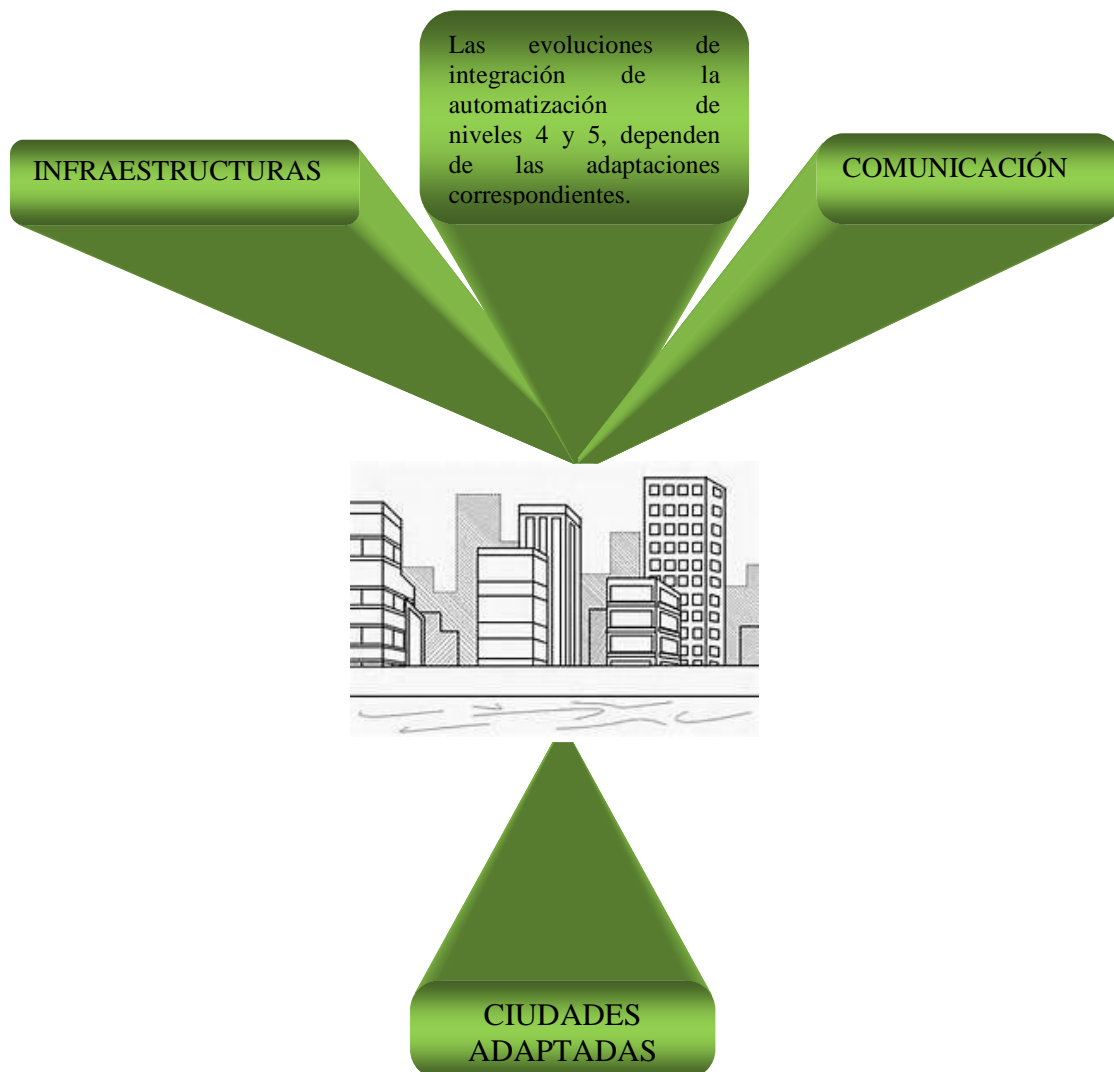 Las evoluciones de
integración de la
automatización de
niveles 4 y 5, dependen
de las adaptaciones
correspondientes.
INFRAESTRUCTURAS
COMUNICACIÓN
CIUDADES
ADAPTADAS